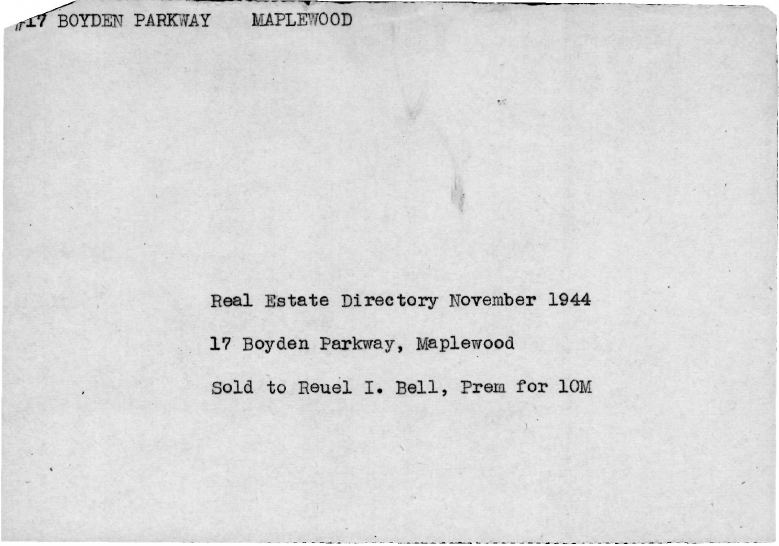 #17 BOYDEN PARKWAY MAPLEWOOD
Real Estate Directory November 1944
17 Boyden Parkway, Maplewood
Sold to Reuel I. Bell, Prem for 10M